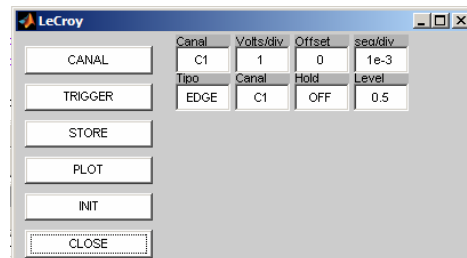 LeCroy
Canal Volts/div Offset seg/div
CANAL C1 1 0 1e-3
Tipo Canal Hold Level
TRIGGER EDGE C1 OFF 0.5
STORE
PLOT
INIT
CLOSE